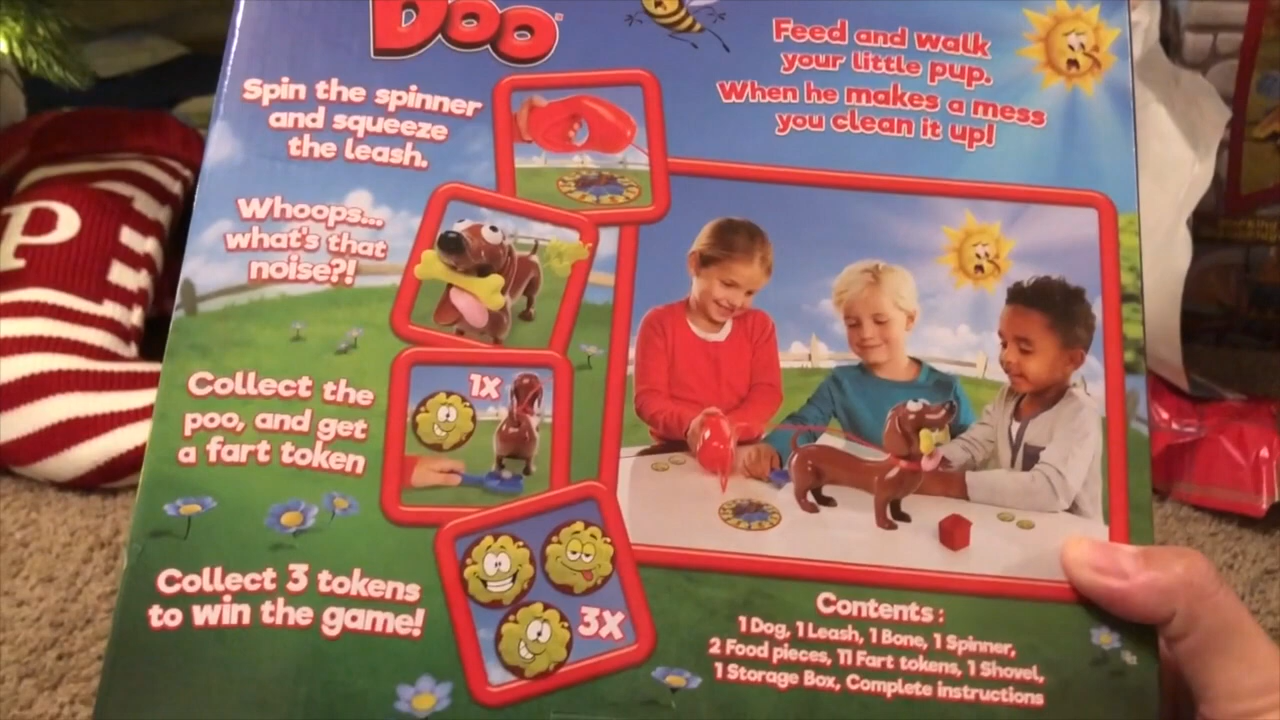 DOO
Feed and walk
your little pup.
When he makes a mess
you clean it up!
Spin the spinner
and squeeze
the leash.
Whoops...
what's that
noise?!
Collect the
poo, and get
a fart token
1X
Collect 3 tokens
to win the game!
3X
Contents:
1 Dog, 1 Leash, 1 Bone, 1 Spinner,
2 Food pieces, 11 Fart tokens, 1 Shovel,
1 Storage Box, Complete instructions
P